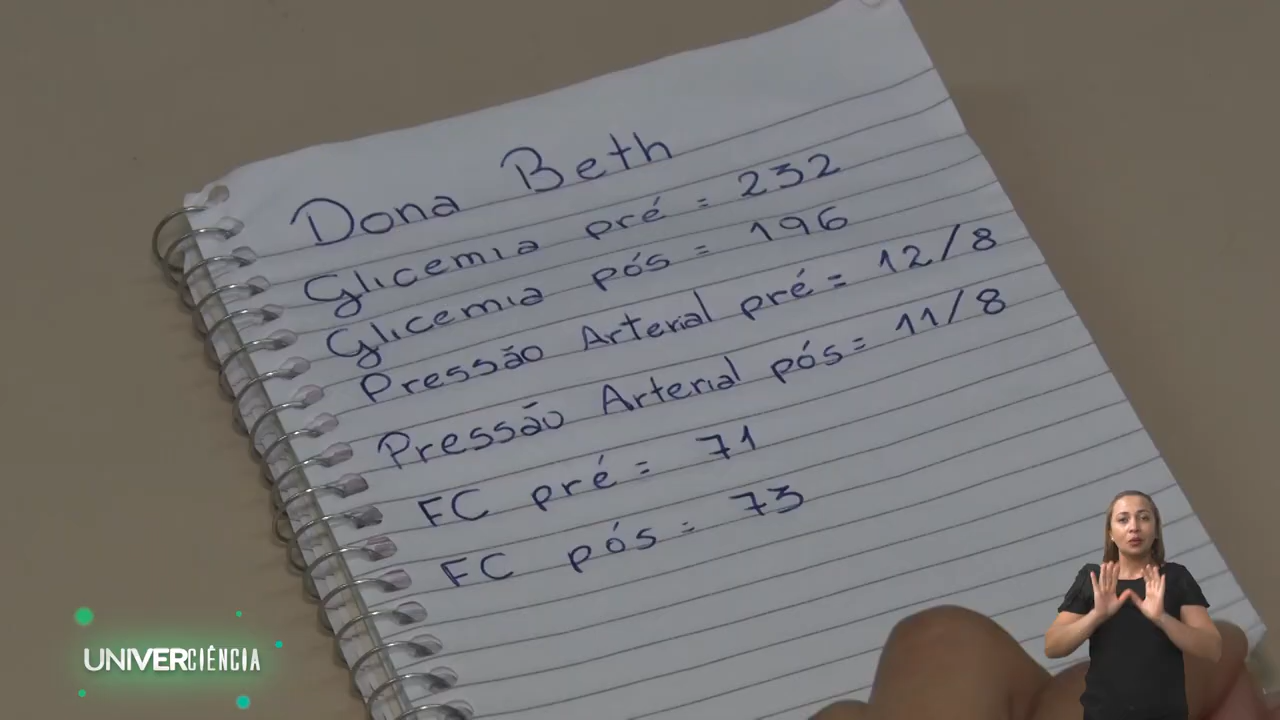 Dona Beth
Glicemia pré = 232
Glicemia pós = 196
Pressão Arterial pré = 12/8
Pressão Arterial pós = 11/8
FC pré = 71
FC pós = 73
UNIVERCIÊNCIA